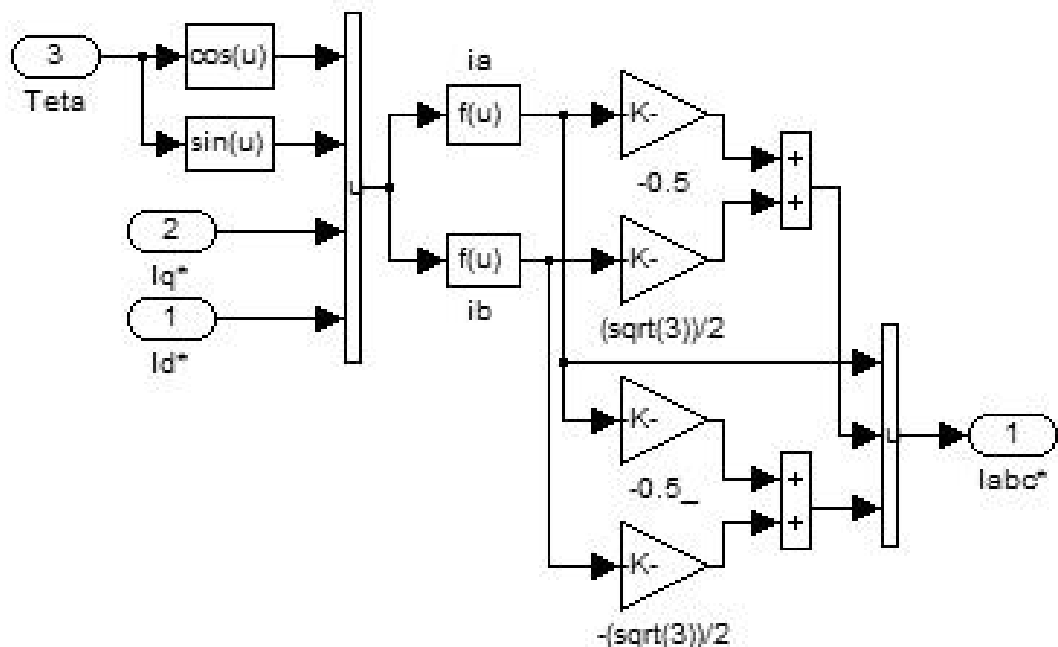 3
Teta
cos(u)
sin(u)
2
Iq*
1
Id*
ia
f(u)
f(u)
ib
-K-
-0.5
-K-
(sqrt(3))/2
-K-
-0.5_
-K-
-(sqrt(3))/2
+
+
+
+
1
Iabc*